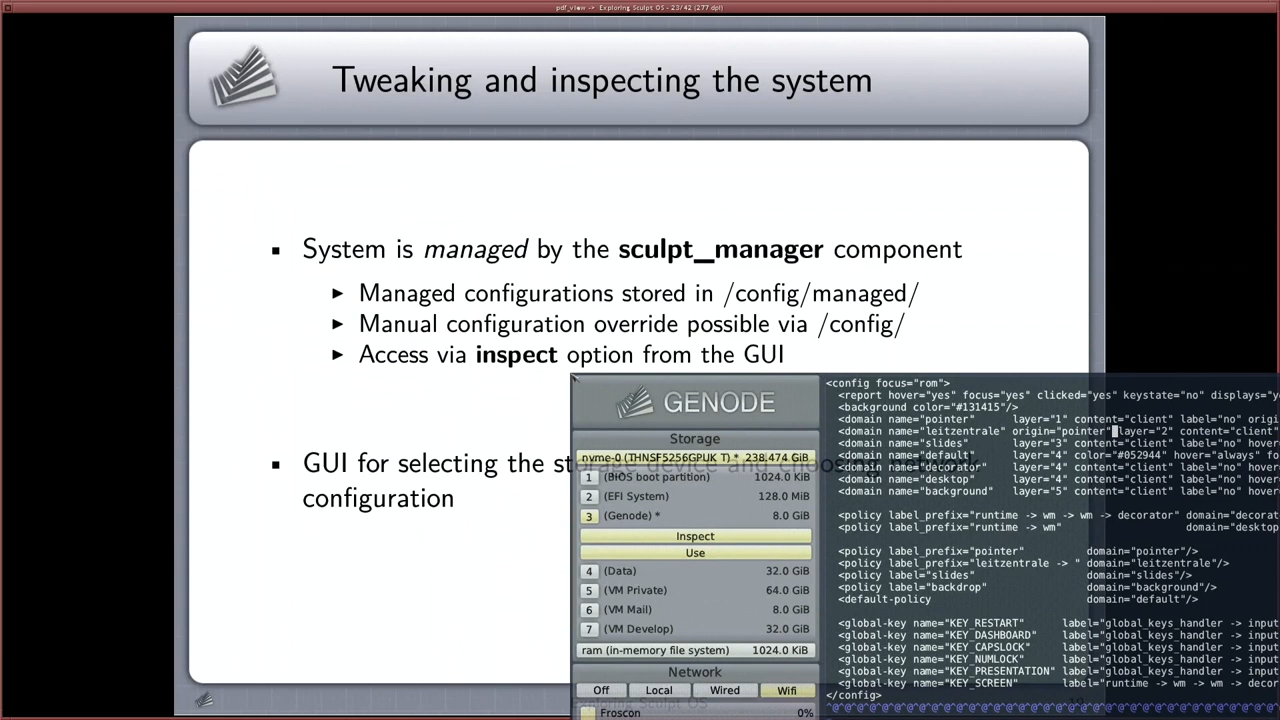 pdf_view -> Exploring Sculpt OS - 23/42 (277 dpi)
Tweaking and inspecting the system
▪ System is managed by the sculpt_manager component
▶ Managed configurations stored in /config/managed/
▶ Manual configuration override possible via /config/
▶ Access via inspect option from the GUI
▪ GUI for selecting the storage device and choosing network
configuration
GENODE
Storage
nvme-0 (THNSF5256GPUK T) * 238.474 GiB
1 (BIOS boot partition) 1024.0 KiB
2 (EFI System) 128.0 MiB
3 (Genode) * 8.0 GiB
Inspect
Use
4 (Data) 32.0 GiB
5 (VM Private) 64.0 GiB
6 (VM Mail) 8.0 GiB
7 (VM Develop) 32.0 GiB
ram (in-memory file system) 1024.0 KiB
Network
Off Local Wired Wifi
Froscon 0%
<config focus="rom">
<report hover="yes" focus="yes" clicked="yes" keystate="no" displays="ye
<background color="#131415"/>
<domain name="pointer" layer="1" content="client" label="no" origi
<domain name="leitzentrale" origin="pointer" layer="2" content="client"
<domain name="slides" layer="3" content="client" label="no" hover
<domain name="default" layer="4" color="#052944" hover="always" fo
<domain name="decorator" layer="4" content="client" label="no" hover
<domain name="desktop" layer="4" content="client" label="no" hover
<domain name="background" layer="5" content="client" label="no" hover
<policy label_prefix="runtime -> wm -> wm -> decorator" domain="decorat
<policy label_prefix="runtime -> wm" domain="desktop
<policy label_prefix="pointer" domain="pointer"/>
<policy label_prefix="leitzentrale -> " domain="leitzentrale"/>
<policy label="slides" domain="slides"/>
<policy label="backdrop" domain="background"/>
<default-policy domain="default"/>
<global-key name="KEY_RESTART" label="global_keys_handler -> input
<global-key name="KEY_DASHBOARD" label="global_keys_handler -> input
<global-key name="KEY_CAPSLOCK" label="global_keys_handler -> input
<global-key name="KEY_NUMLOCK" label="global_keys_handler -> input
<global-key name="KEY_PRESENTATION" label="global_keys_handler -> input
<global-key name="KEY_SCREEN" label="runtime -> wm -> wm -> decor
</config>
Exploring Sculpt OS